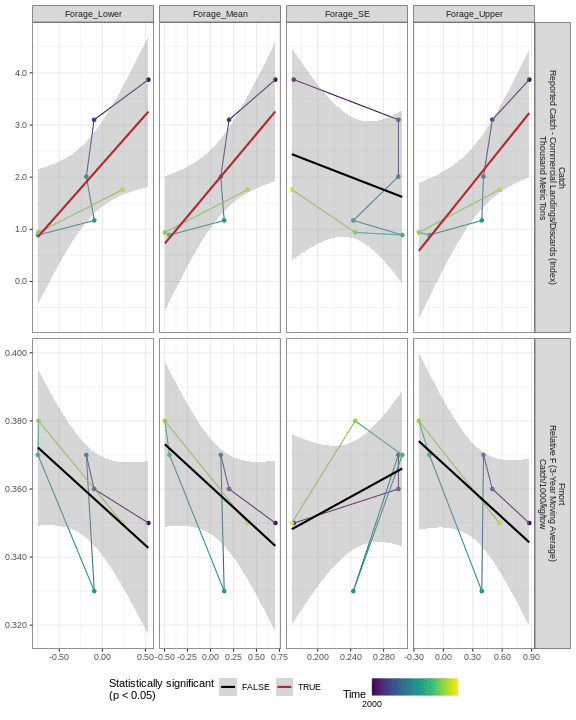 Forage_Lower
Forage_Mean
Forage_SE
Forage_Upper
4.0
3.0
2.0
1.0
0.0
Catch
Reported Catch - Commercial Landings/Discards (Index)
Thousand Metric Tons
0.400
0.380
0.360
0.340
0.320
Fmort
Relative F (3-Year Moving Average)
Catch/1000/kg/tow
-0.50
0.00
0.50
-0.50
-0.25
0.00
0.25
0.50
0.75
0.200
0.240
0.280
-0.30
0.00
0.30
0.60
0.90
Statistically significant
(p < 0.05)
FALSE
TRUE
Time
2000